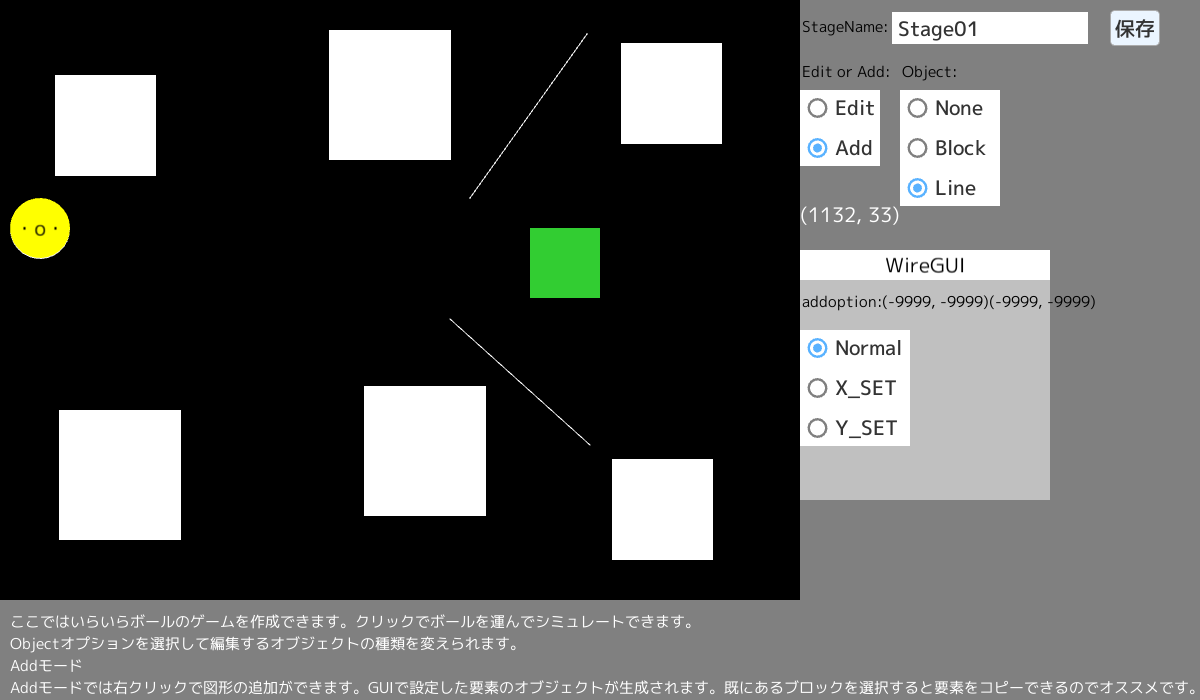 StageName: Stage01 保存
Edit or Add: Object:
Edit None
Add Block
Line
(1132, 33)
・o・
WireGUI
addoption:(-9999, -9999)(-9999, -9999)
Normal
X_SET
Y_SET
ここではいらいらボールのゲームを作成できます。クリックでボールを運んでシミュレートできます。
Objectオプションを選択して編集するオブジェクトの種類を変えられます。
Addモード
Addモードでは右クリックで図形の追加ができます。GUIで設定した要素のオブジェクトが生成されます。既にあるブロックを選択すると要素をコピーできるのでオススメです。